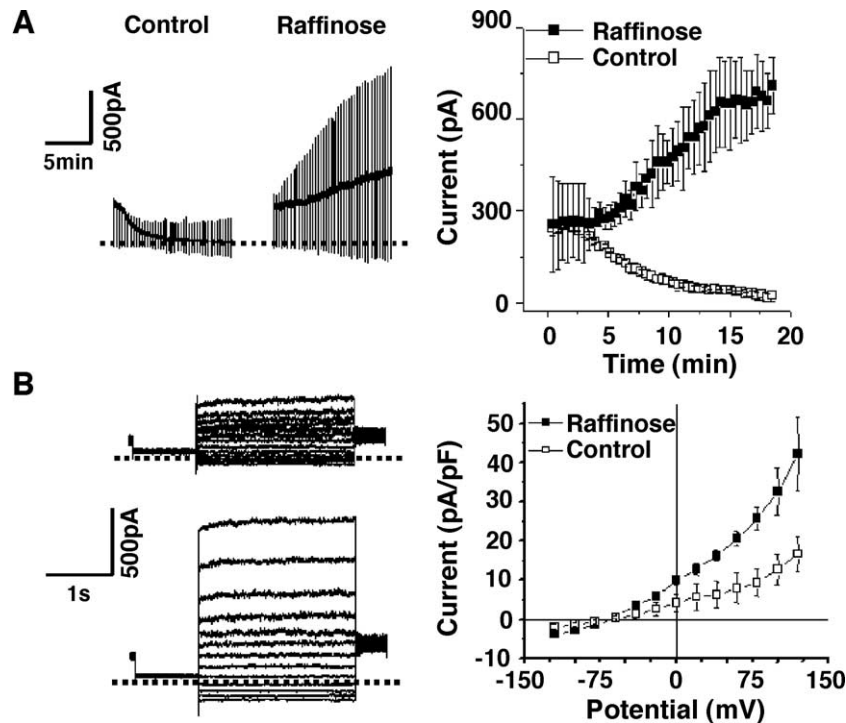 A
Control
Raffinose
500pA
5min
Raffinose
Control
900
600
300
0
Current (pA)
0 5 10 15 20
Time (min)
B
500pA
1s
Raffinose
Control
50
40
30
20
10
0
-10
Current (pA/pF)
-150 -75 0 75 150
Potential (mV)